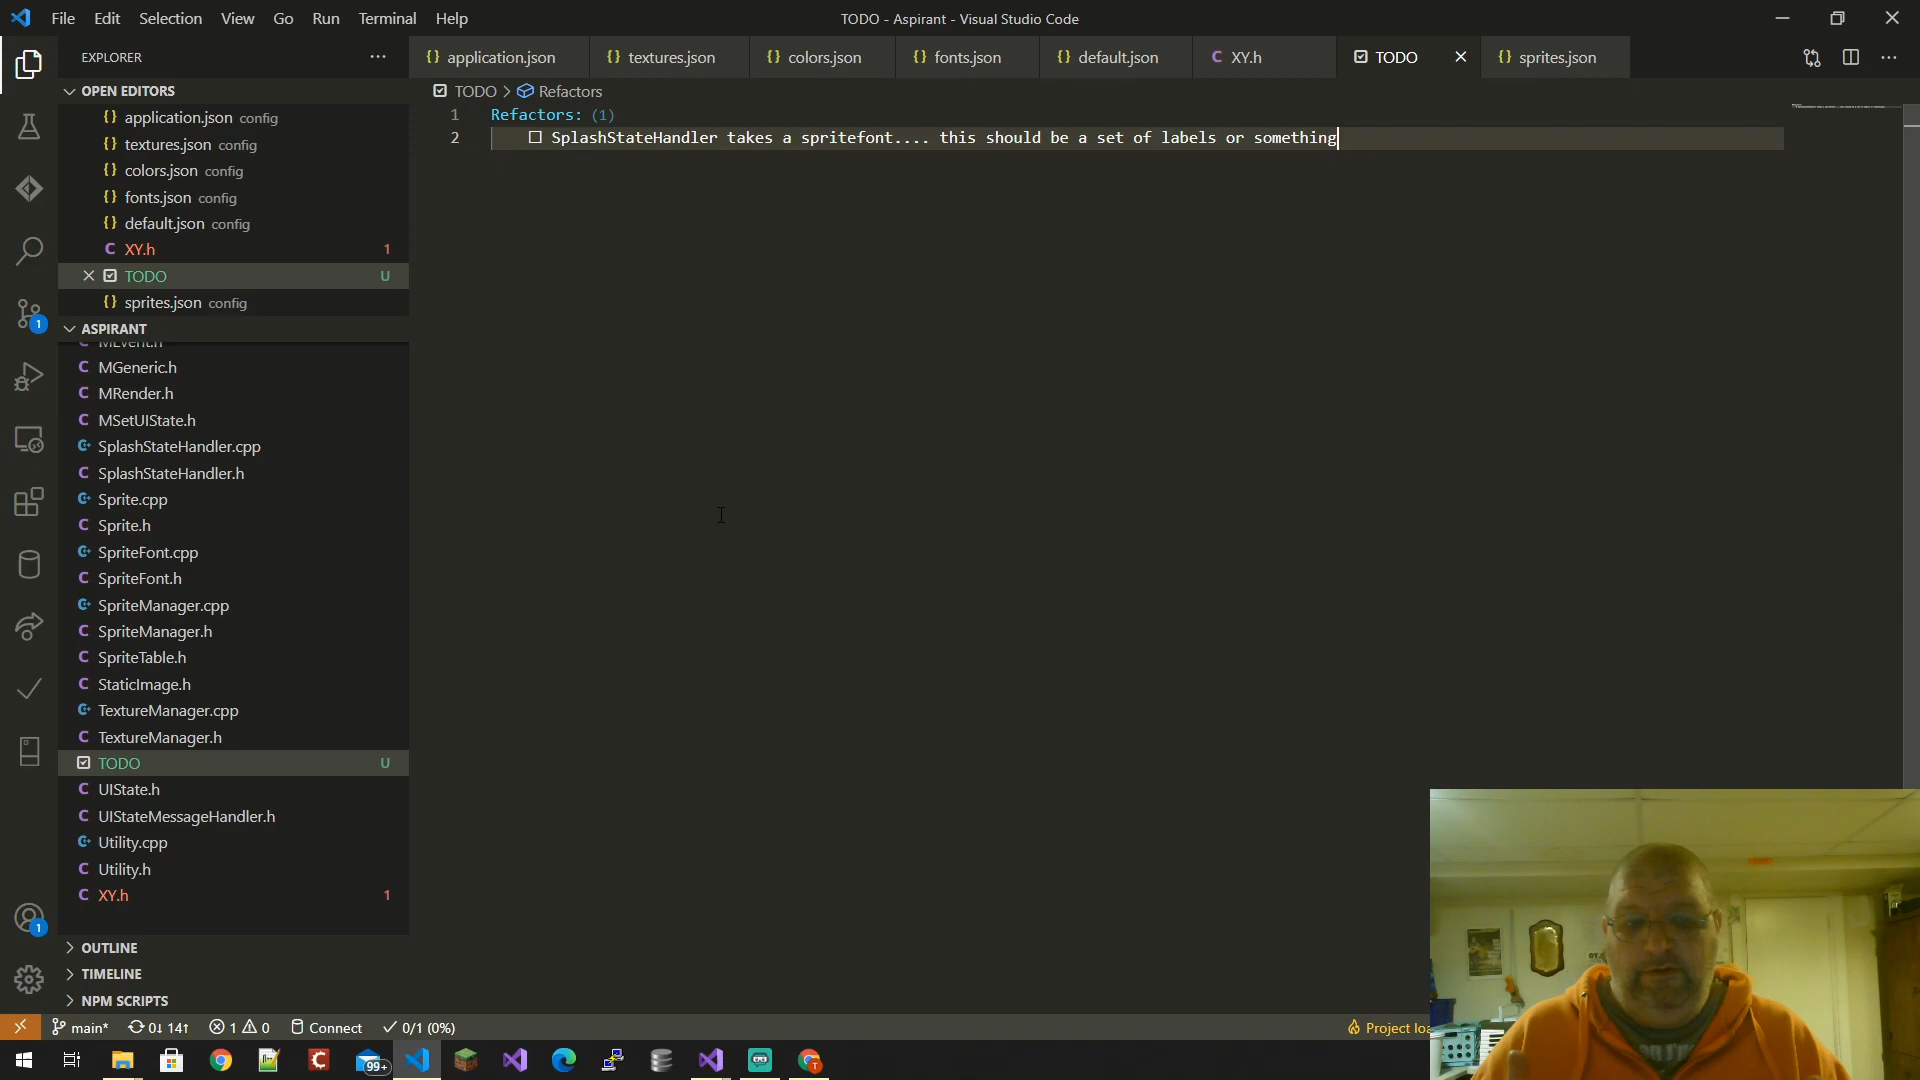 File Edit Selection View Go Run Terminal Help
TODO - Aspirant - Visual Studio Code
EXPLORER
application.json
textures.json
colors.json
fonts.json
default.json
XY.h
TODO
sprites.json
OPEN EDITORS
application.json config
textures.json config
colors.json config
fonts.json config
default.json config
XY.h 1
TODO U
sprites.json config
TODO > Refactors
1 Refactors: (1)
2 ☐ SplashStateHandler takes a spritefont.... this should be a set of labels or something
ASPIRANT
MEvent.h
MGeneric.h
MRender.h
MSetUIState.h
SplashStateHandler.cpp
SplashStateHandler.h
Sprite.cpp
Sprite.h
SpriteFont.cpp
SpriteFont.h
SpriteManager.cpp
SpriteManager.h
SpriteTable.h
StaticImage.h
TextureManager.cpp
TextureManager.h
TODO U
UIState.h
UIStateMessageHandler.h
Utility.cpp
Utility.h
XY.h 1
OUTLINE
TIMELINE
NPM SCRIPTS
1
1
main* 0↓ 14↑ 1 0 Connect 0/1 (0%)
Project
99+